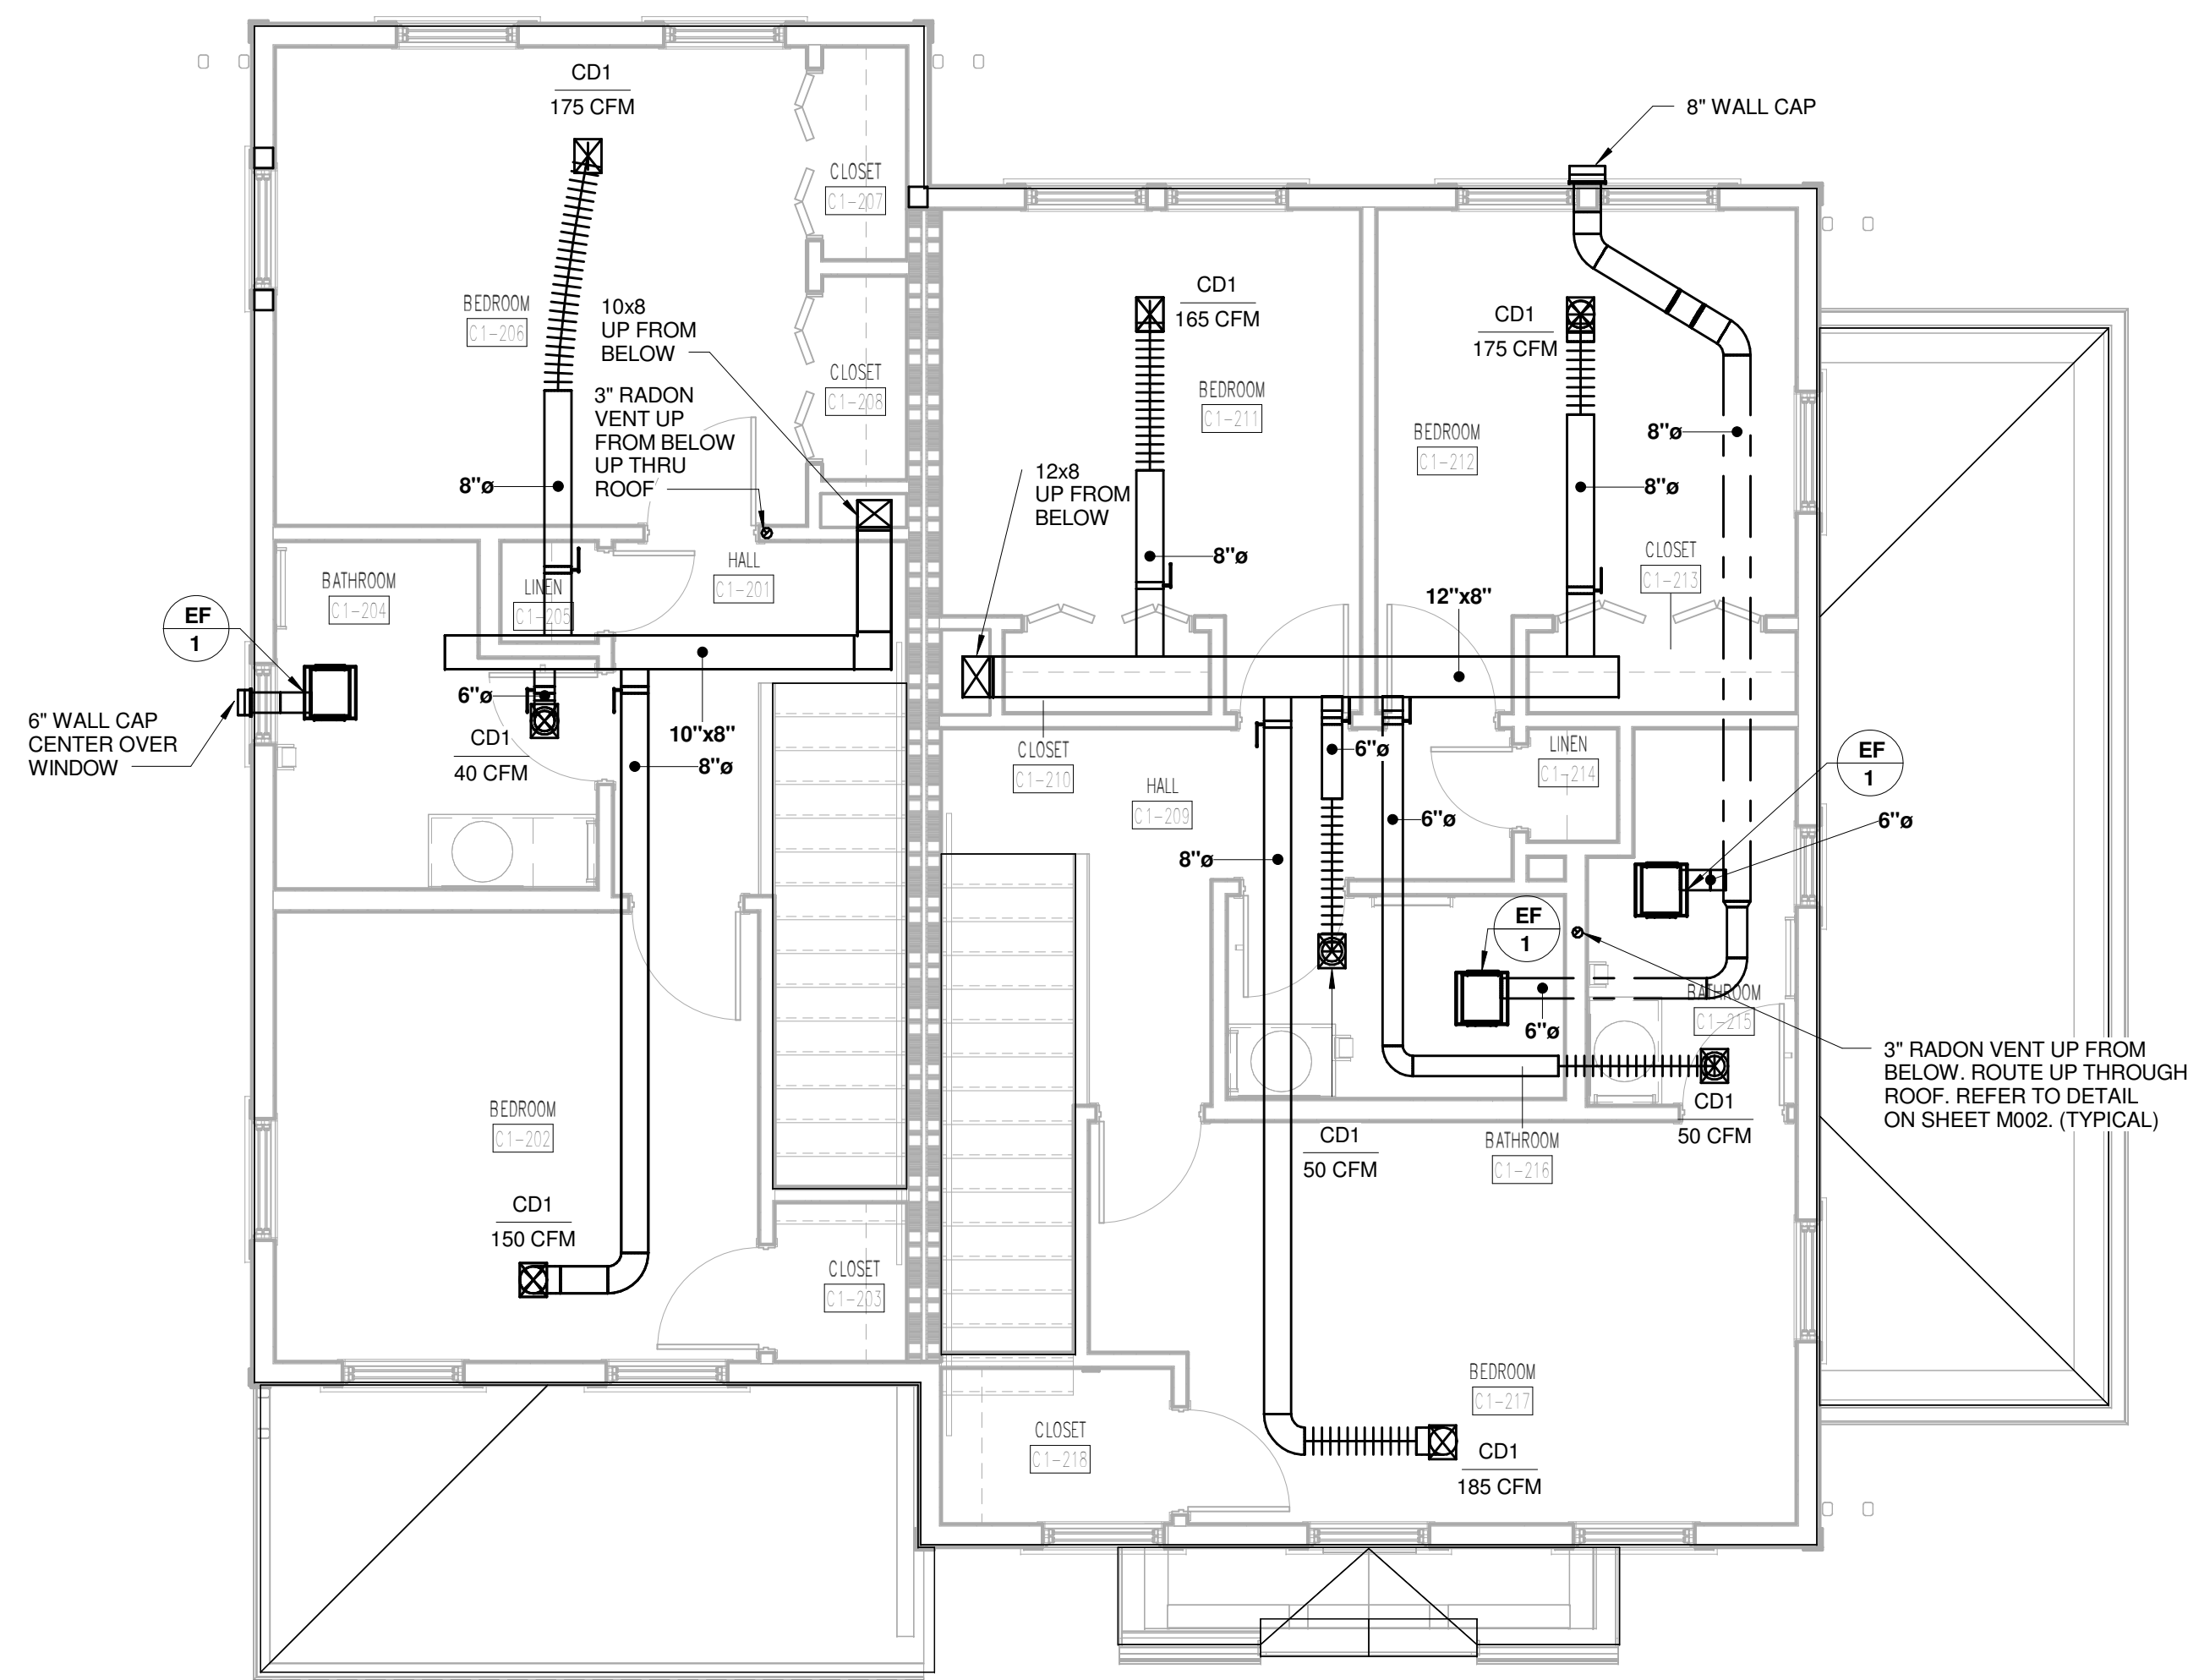 CD1
175 CFM
8" WALL CAP
CLOSET
C1-207
BEDROOM
C1-206
10x8
UP FROM
BELOW
CD1
165 CFM
CD1
175 CFM
CLOSET
C1-208
3" RADON
VENT UP
FROM BELOW
UP THRU
ROOF
BEDROOM
C1-211
BEDROOM
C1-212
8"ø
8"ø
8"ø
12x8
UP FROM
BELOW
8"ø
HALL
C1-201
BATHROOM
C1-204
LINEN
C1-205
CLOSET
C1-213
12"x8"
EF
1
6"ø
6" WALL CAP
CENTER OVER
WINDOW
CD1
40 CFM
10"x8"
8"ø
CLOSET
C1-210
HALL
C1-209
6"ø
LINEN
C1-214
EF
1
6"ø
6"ø
8"ø
EF
1
6"ø
BATHROOM
C1-215
3" RADON VENT UP FROM
BELOW. ROUTE UP THROUGH
ROOF. REFER TO DETAIL
ON SHEET M002. (TYPICAL)
BEDROOM
C1-202
CD1
50 CFM
BATHROOM
C1-216
CD1
50 CFM
CD1
150 CFM
CLOSET
C1-203
BEDROOM
C1-217
CLOSET
C1-218
CD1
185 CFM